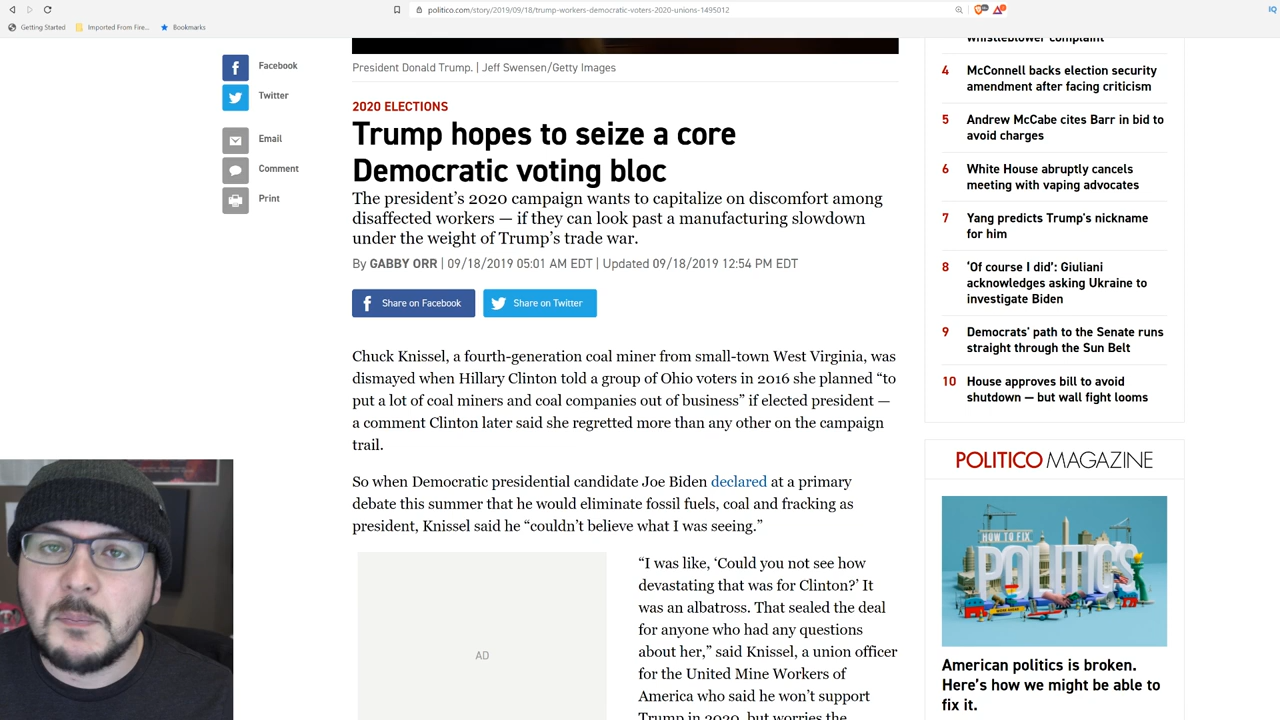 politico.com/story/2019/09/18/trump-workers-democratic-voters-2020-unions-1495012
IQ
Getting Started
Imported From Fire...
Bookmarks
Facebook
Twitter
Email
Comment
Print
President Donald Trump. | Jeff Swensen/Getty Images
2020 ELECTIONS
Trump hopes to seize a core
Democratic voting bloc
The president's 2020 campaign wants to capitalize on discomfort among
disaffected workers — if they can look past a manufacturing slowdown
under the weight of Trump's trade war.
By GABBY ORR | 09/18/2019 05:01 AM EDT | Updated 09/18/2019 12:54 PM EDT
Share on Facebook
Share on Twitter
Chuck Knissel, a fourth-generation coal miner from small-town West Virginia, was
dismayed when Hillary Clinton told a group of Ohio voters in 2016 she planned “to
put a lot of coal miners and coal companies out of business” if elected president —
a comment Clinton later said she regretted more than any other on the campaign
trail.
So when Democratic presidential candidate Joe Biden declared at a primary
debate this summer that he would eliminate fossil fuels, coal and fracking as
president, Knissel said he “couldn’t believe what I was seeing.”
AD
“I was like, ‘Could you not see how
devastating that was for Clinton?’ It
was an albatross. That sealed the deal
for anyone who had any questions
about her,” said Knissel, a union officer
for the United Mine Workers of
America who said he won’t support
Trump in 2020, but worries the
whistleblower complaint
4 McConnell backs election security
amendment after facing criticism
5 Andrew McCabe cites Barr in bid to
avoid charges
6 White House abruptly cancels
meeting with vaping advocates
7 Yang predicts Trump's nickname
for him
8 ‘Of course I did’: Giuliani
acknowledges asking Ukraine to
investigate Biden
9 Democrats' path to the Senate runs
straight through the Sun Belt
10 House approves bill to avoid
shutdown — but wall fight looms
POLITICO MAGAZINE
HOW TO FIX
POLITICS
American politics is broken.
Here’s how we might be able to
fix it.